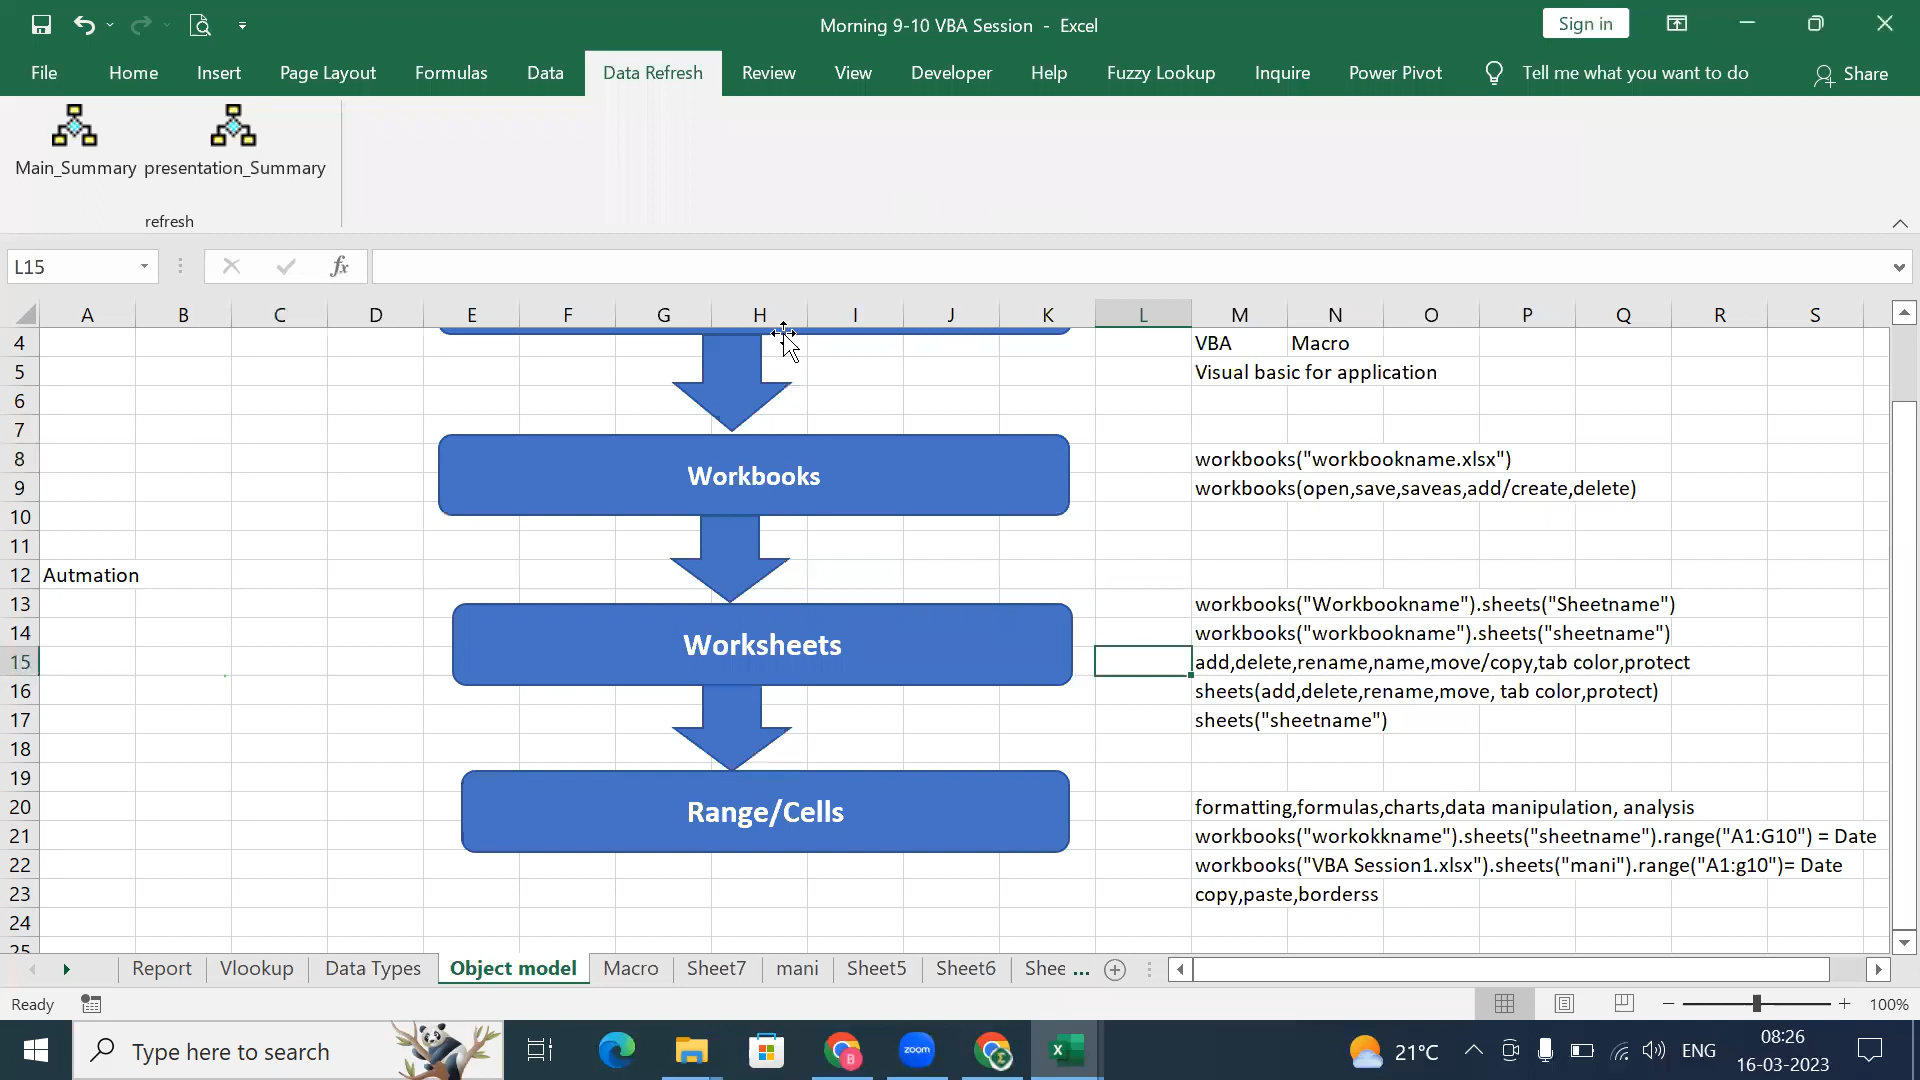 Morning 9-10 VBA Session - Excel
Sign in
File Home Insert Page Layout Formulas Data Data Refresh Review View Developer Help Fuzzy Lookup Inquire Power Pivot Tell me what you want to do Share
Main_Summary presentation_Summary
refresh
L15
fx
A B C D E F G H I J K L M N O P Q R S
4 VBA Macro
5 Visual basic for application
6
7
8 workbooks("workbookname.xlsx")
Workbooks
9 workbooks(open,save,saveas,add/create,delete)
10
11
12 Autmation
13 workbooks("Workbookname").sheets("Sheetname")
14 workbooks("workbookname").sheets("sheetname")
Worksheets
15 add,delete,rename,name,move/copy,tab color,protect
16 sheets(add,delete,rename,move, tab color,protect)
17 sheets("sheetname")
18
19
20 formatting,formulas,charts,data manipulation, analysis
Range/Cells
21 workbooks("workokkname").sheets("sheetname").range("A1:G10") = Date
22 workbooks("VBA Session1.xlsx").sheets("mani").range("A1:g10")= Date
23 copy,paste,borderss
24
25
Report Vlookup Data Types Object model Macro Sheet7 mani Sheet5 Sheet6 Shee ...
Ready
100%
Type here to search
zoom
21°C
ENG
08:26
16-03-2023